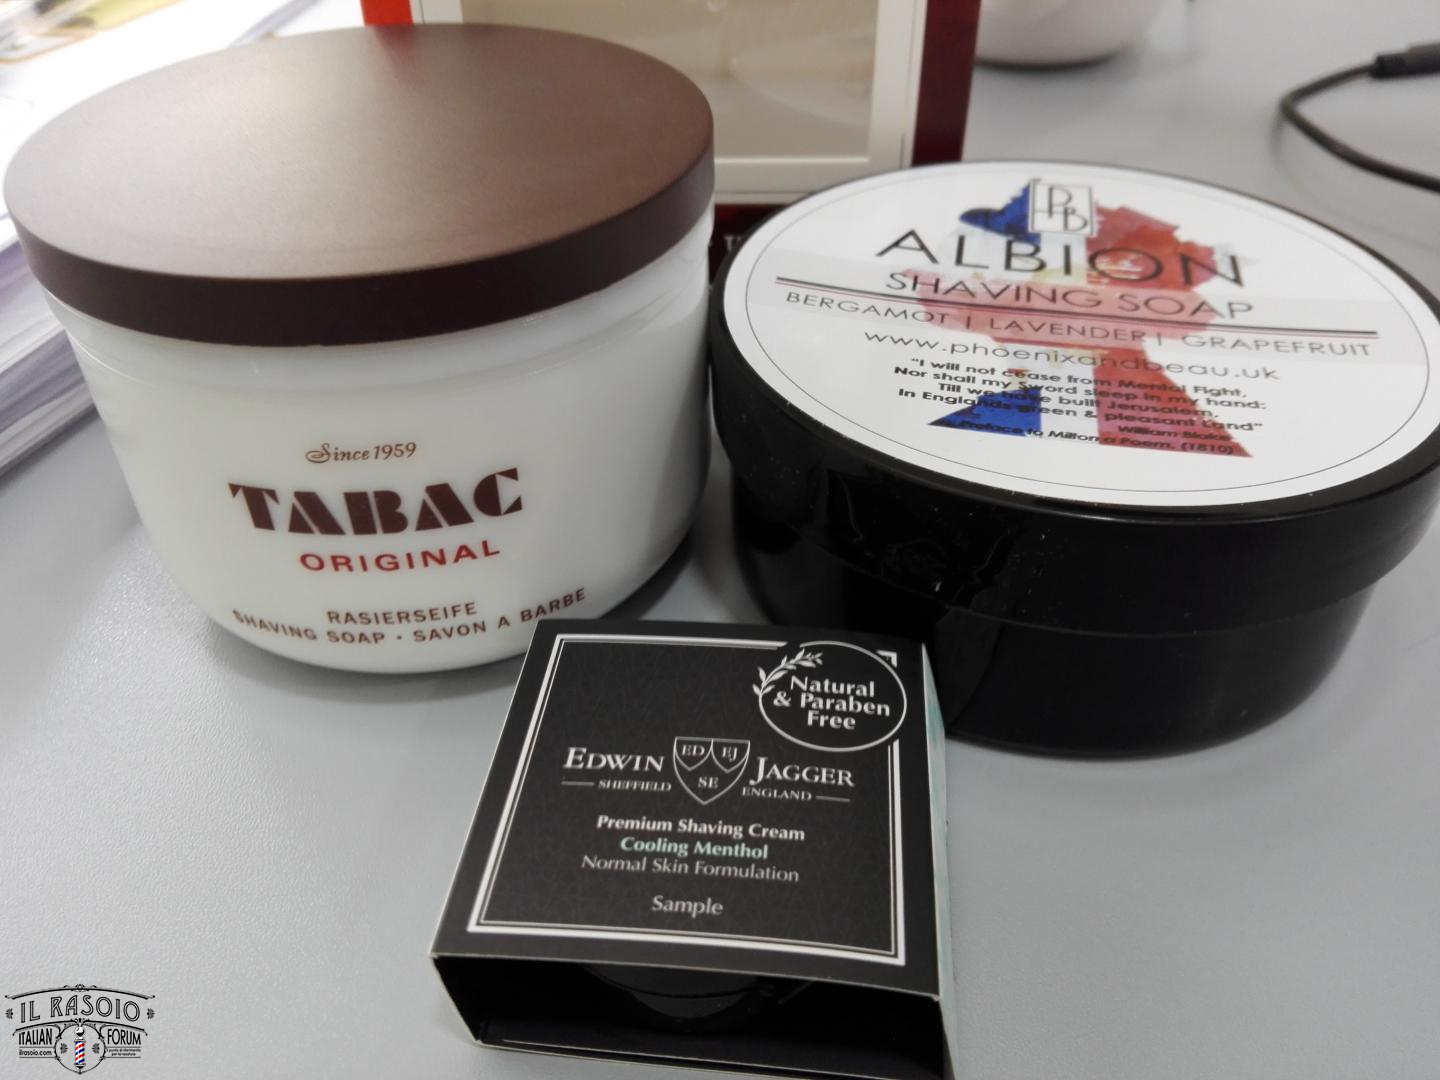 Since 1959
TABAC
ORIGINAL
RASIERSEIFE
SHAVING SOAP · SAVON A BARBE
PB
ALBION
SHAVING SOAP
BERGAMOT | LAVENDER | GRAPEFRUIT
www.phoenixandbeau.uk
"I will not cease from Mental Fight,
Nor shall my Sword sleep in my hand:
Till we have built Jerusalem,
In Englands green & pleasant Land"
William Blake
Preface to Milton a Poem. (1810)
Natural
& Paraben
Free
EDWIN JAGGER
ED EJ
SE
SHEFFIELD ENGLAND
Premium Shaving Cream
Cooling Menthol
Normal Skin Formulation
Sample
IL RASOIO
ITALIAN FORUM
ilrasoio.com